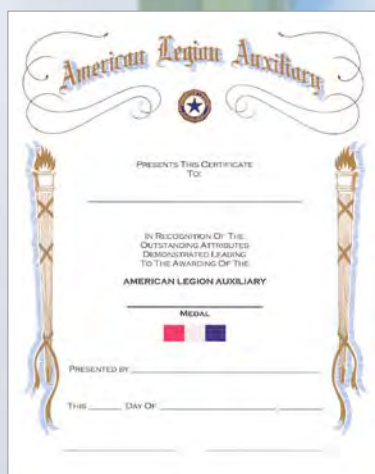 American Legion Auxiliary
PRESENTS THIS CERTIFICATE
TO:
IN RECOGNITION OF THE
OUTSTANDING ATTRIBUTES
DEMONSTRATED LEADING
TO THE AWARDING OF THE
AMERICAN LEGION AUXILIARY
MEDAL
PRESENTED BY
THIS DAY OF